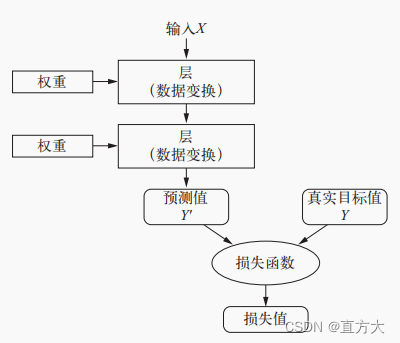 输入X
层
(数据变换)
权重
层
(数据变换)
权重
预测值
Y'
真实目标值
Y
损失函数
损失值
CSDN @直方大